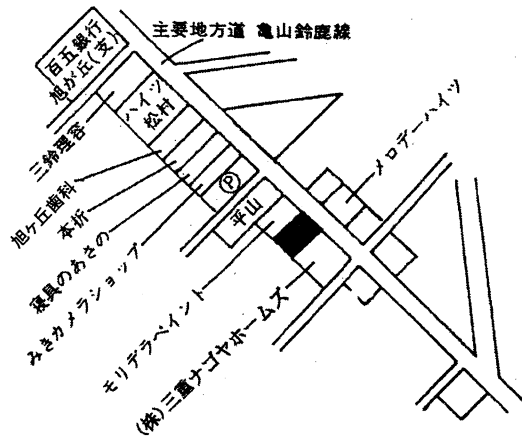 主要地方道 亀山鈴鹿線
百五銀行
旭が丘(支)
ハイツ
松村
三鈴理容
旭ヶ丘歯科
本折
寝具のあさの
みきカメラショップ
P
平山
モリデラペイント
(株)三重ナゴヤホームズ
メロデーハイツ